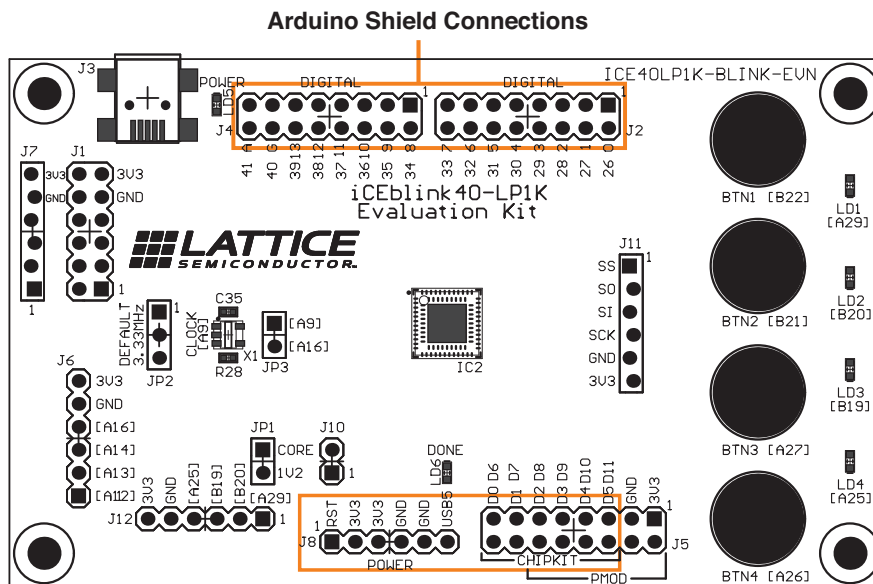 Arduino Shield Connections
J3
POWER
LD5
DIGITAL
DIGITAL
ICE40LP1K-BLINK-EVN
1
1
J4
J2
41 A
40 G
39 13
38 12
37 11
36 10
35 9
34 8
33 7
32 6
31 5
30 4
29 3
28 2
27 1
26 0
iCEblink40-LP1K
Evaluation Kit
J7
J1
3V3
GND
3V3
GND
1
1
LATTICE
SEMICONDUCTOR.
BTN1 [B22]
LD1
[A29]
J11
1
SS
SO
SI
SCK
GND
3V3
BTN2 [B21]
LD2
[B20]
DEFAULT
3.33MHz
1
JP2
CLOCK
[A9]
C35
X1
R28
[A9]
[A16]
JP3
IC2
LD3
[B19]
BTN3 [A27]
J6
3V3
GND
[A16]
[A14]
[A13]
[A12]
JP1
CORE
1V2
J10
1
DONE
LD6
LD4
[A25]
J12
3V3
GND
[A25]
[B19]
[B20]
[A29]
1
J8
1
RST
3V3
3V3
GND
GND
USB5
POWER
D0 D6
D1 D7
D2 D8
D3 D9
D4 D10
D5 D11
GND
3V3
1
J5
CHIPKIT
PMOD
BTN4 [A26]